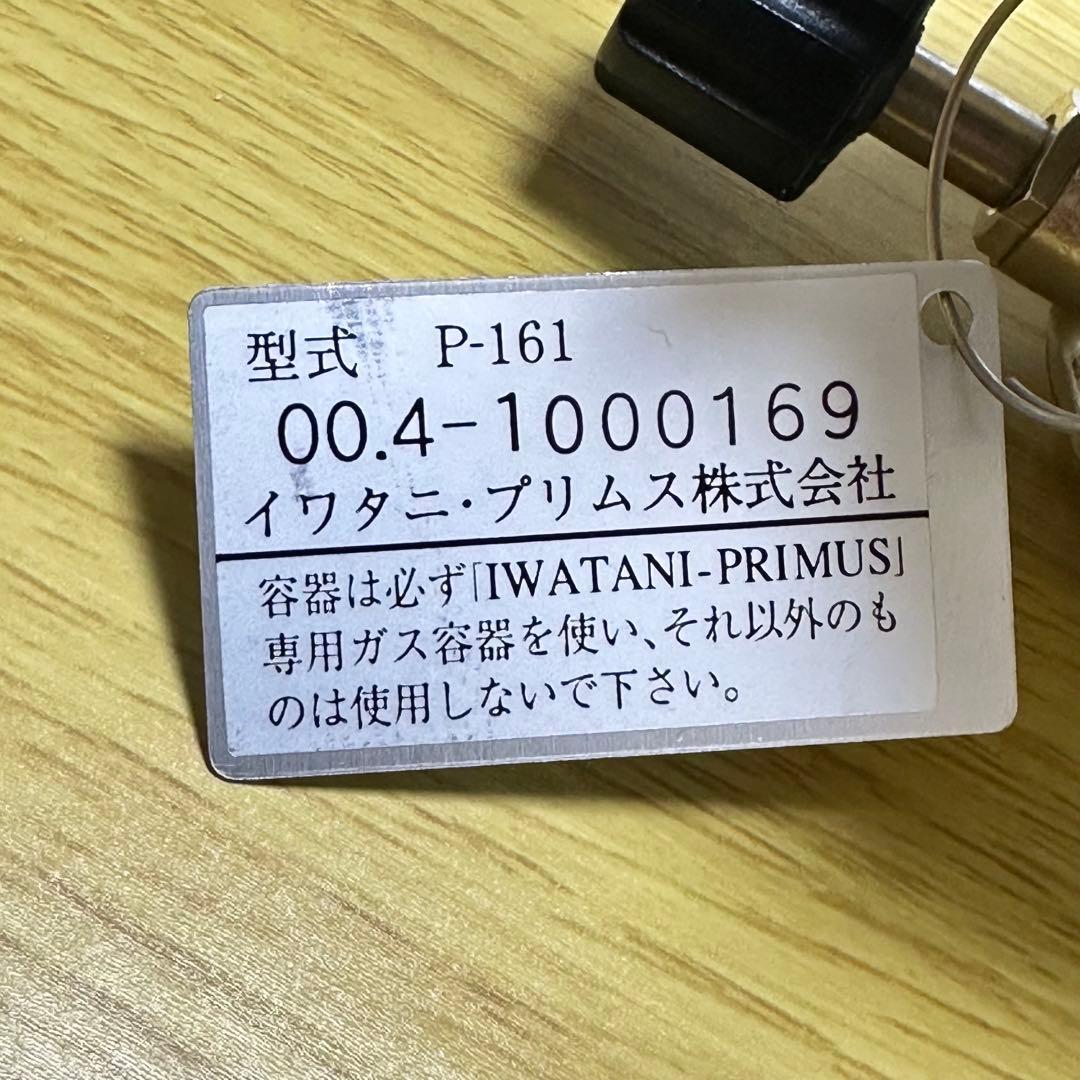 型式 P-161
00.4-1000169
イワタニ・プリムス株式会社
容器は必ず「IWATANI-PRIMUS」
専用ガス容器を使い、それ以外のも
のは使用しないで下さい。